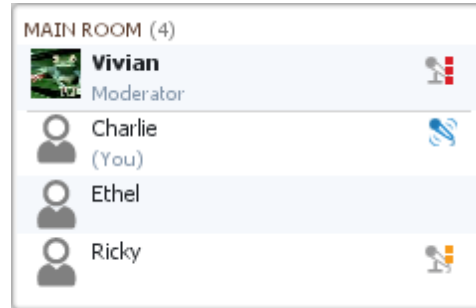 MAIN ROOM (4)
Vivian
Moderator
Charlie
(You)
Ethel
Ricky